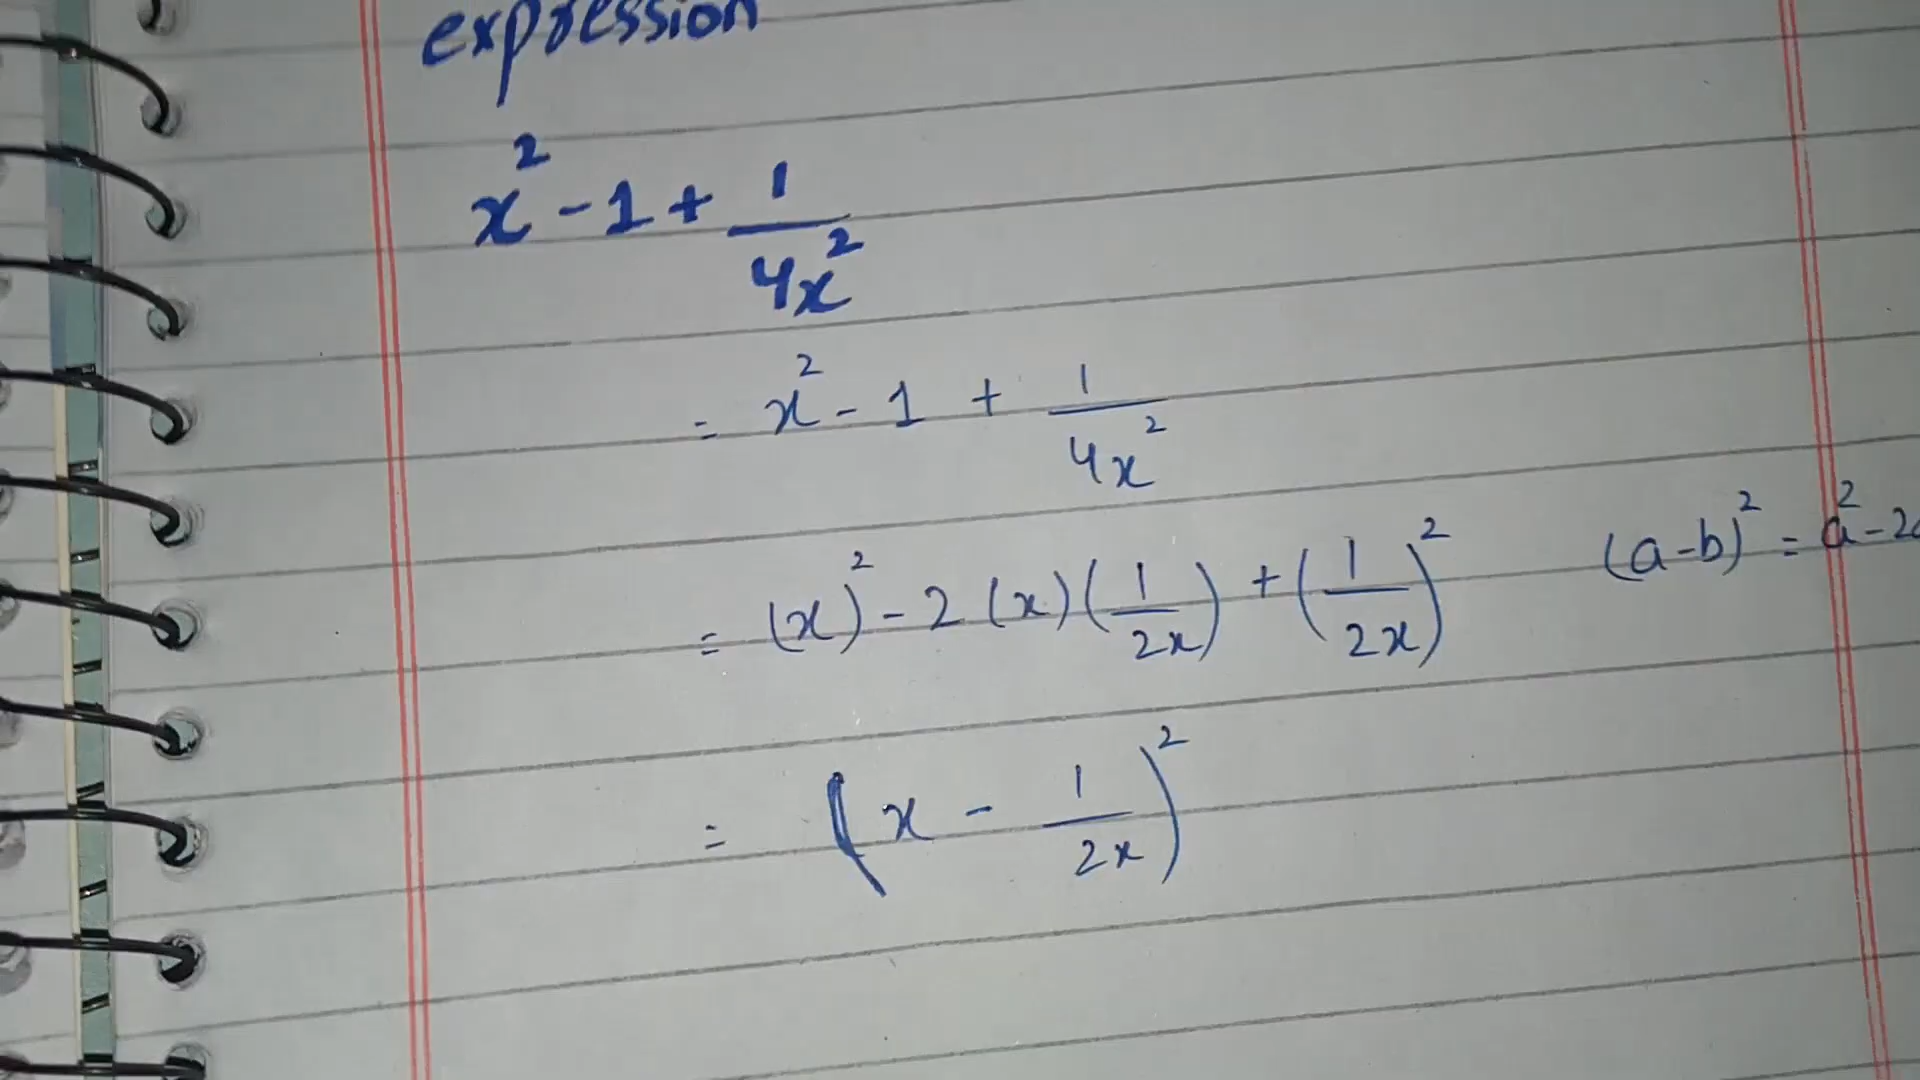 expression
x² - 1 + 1/4x²
= x² - 1 + 1/4x²
= (x)² - 2 (x) (1/2x) + (1/2x)² (a-b)² = a² - 2
= (x - 1/2x)²